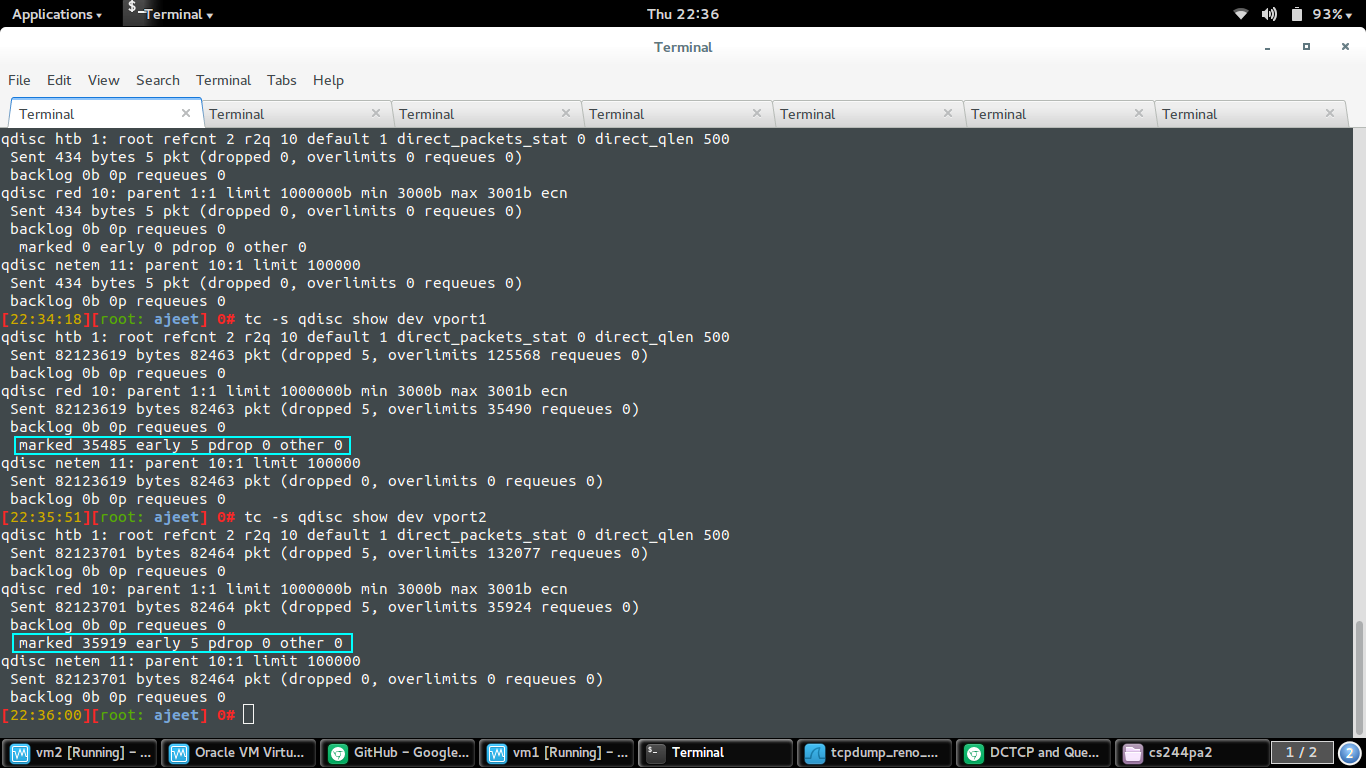 Applications ▾ $_ Terminal ▾ Thu 22:36 93% ▾
Terminal
File Edit View Search Terminal Tabs Help
Terminal × Terminal × Terminal × Terminal × Terminal × Terminal × Terminal ×
qdisc htb 1: root refcnt 2 r2q 10 default 1 direct_packets_stat 0 direct_qlen 500
Sent 434 bytes 5 pkt (dropped 0, overlimits 0 requeues 0)
backlog 0b 0p requeues 0
qdisc red 10: parent 1:1 limit 1000000b min 3000b max 3001b ecn
Sent 434 bytes 5 pkt (dropped 0, overlimits 0 requeues 0)
backlog 0b 0p requeues 0
marked 0 early 0 pdrop 0 other 0
qdisc netem 11: parent 10:1 limit 100000
Sent 434 bytes 5 pkt (dropped 0, overlimits 0 requeues 0)
backlog 0b 0p requeues 0
[22:34:18][root: ajeet] 0# tc -s qdisc show dev vport1
qdisc htb 1: root refcnt 2 r2q 10 default 1 direct_packets_stat 0 direct_qlen 500
Sent 82123619 bytes 82463 pkt (dropped 5, overlimits 125568 requeues 0)
backlog 0b 0p requeues 0
qdisc red 10: parent 1:1 limit 1000000b min 3000b max 3001b ecn
Sent 82123619 bytes 82463 pkt (dropped 5, overlimits 35490 requeues 0)
backlog 0b 0p requeues 0
marked 35485 early 5 pdrop 0 other 0
qdisc netem 11: parent 10:1 limit 100000
Sent 82123619 bytes 82463 pkt (dropped 0, overlimits 0 requeues 0)
backlog 0b 0p requeues 0
[22:35:51][root: ajeet] 0# tc -s qdisc show dev vport2
qdisc htb 1: root refcnt 2 r2q 10 default 1 direct_packets_stat 0 direct_qlen 500
Sent 82123701 bytes 82464 pkt (dropped 5, overlimits 132077 requeues 0)
backlog 0b 0p requeues 0
qdisc red 10: parent 1:1 limit 1000000b min 3000b max 3001b ecn
Sent 82123701 bytes 82464 pkt (dropped 5, overlimits 35924 requeues 0)
backlog 0b 0p requeues 0
marked 35919 early 5 pdrop 0 other 0
qdisc netem 11: parent 10:1 limit 100000
Sent 82123701 bytes 82464 pkt (dropped 0, overlimits 0 requeues 0)
backlog 0b 0p requeues 0
[22:36:00][root: ajeet] 0#
vm2 [Running] – ... Oracle VM Virtu... GitHub – Google... vm1 [Running] – ... Terminal tcpdump_reno_... DCTCP and Que... cs244pa2 1 / 2 2